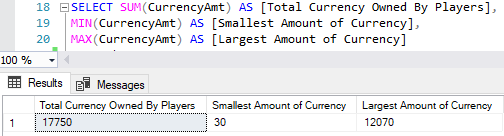 18 SELECT SUM(CurrencyAmt) AS [Total Currency Owned By Players],
19 MIN(CurrencyAmt) AS [Smallest Amount of Currency],
20 MAX(CurrencyAmt) AS [Largest Amount of Currency]
100 %
Results Messages
Total Currency Owned By Players Smallest Amount of Currency Largest Amount of Currency
1 17750 30 12070